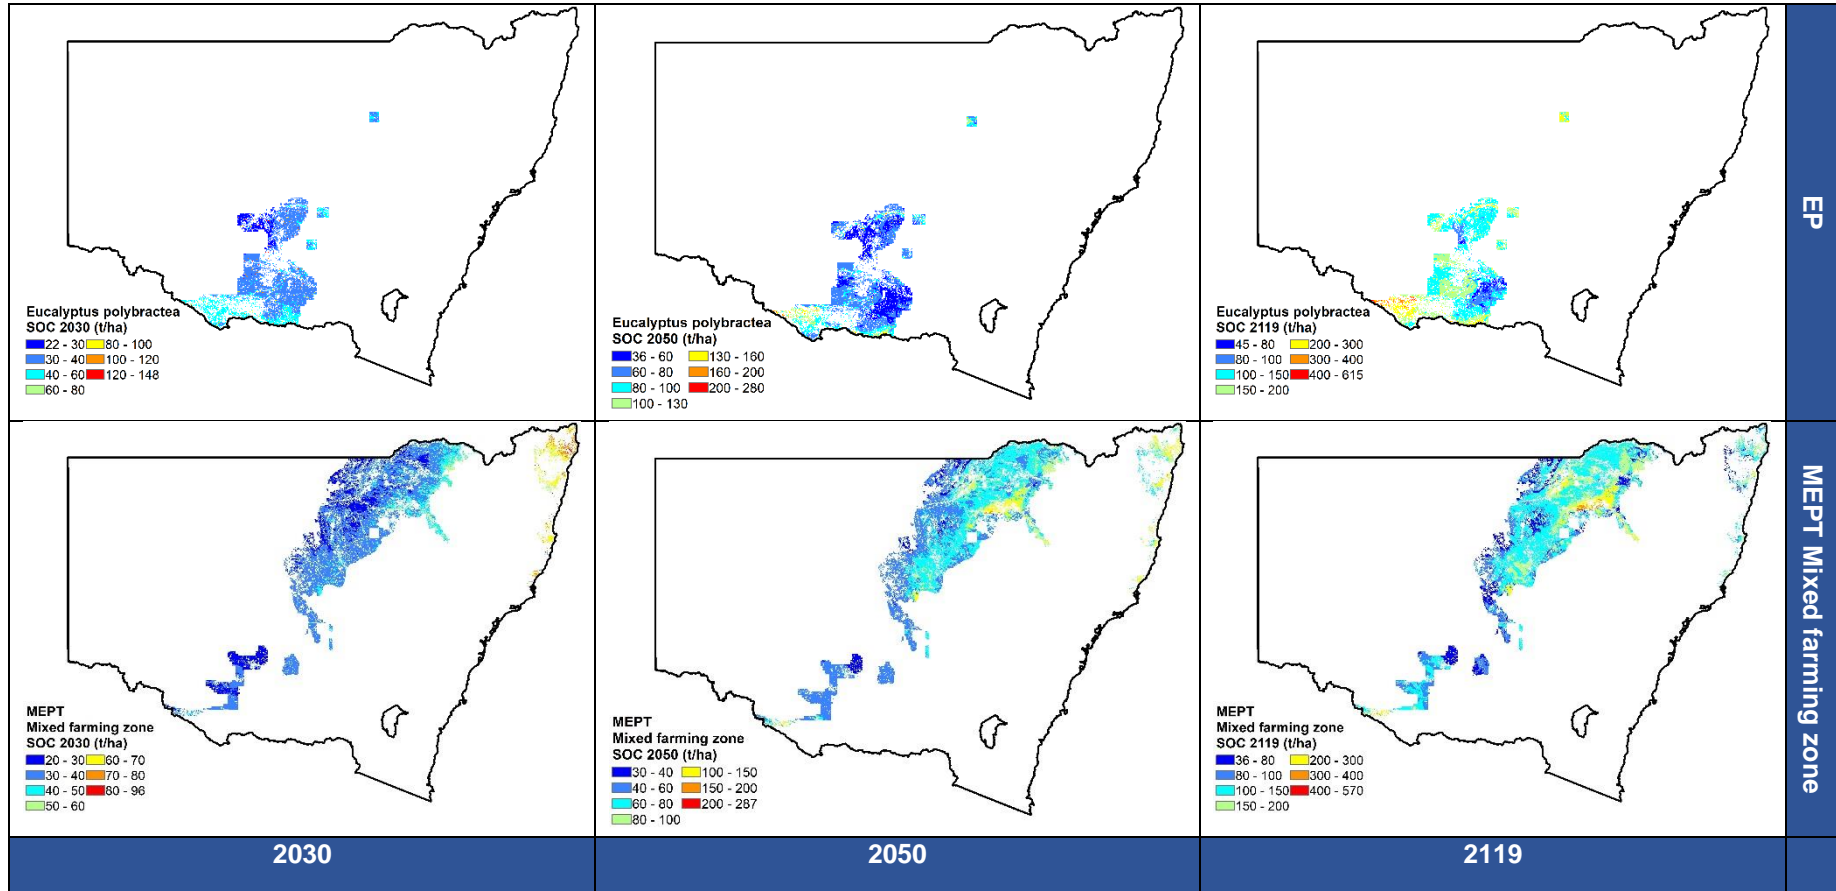 Eucalyptus polybractea
SOC 2030 (t/ha)
22 - 30 80 - 100
30 - 40 100 - 120
40 - 60 120 - 148
60 - 80
Eucalyptus polybractea
SOC 2050 (t/ha)
36 - 60 130 - 160
60 - 80 160 - 200
80 - 100 200 - 280
100 - 130
Eucalyptus polybractea
SOC 2119 (t/ha)
45 - 80 200 - 300
80 - 100 300 - 400
100 - 150 400 - 615
150 - 200
EP
MEPT
Mixed farming zone
SOC 2030 (t/ha)
20 - 30 60 - 70
30 - 40 70 - 80
40 - 50 80 - 96
50 - 60
MEPT
Mixed farming zone
SOC 2050 (t/ha)
30 - 40 100 - 150
40 - 60 150 - 200
60 - 80 200 - 287
80 - 100
MEPT
Mixed farming zone
SOC 2119 (t/ha)
36 - 80 200 - 300
80 - 100 300 - 400
100 - 150 400 - 570
150 - 200
MEPT Mixed farming zone
2030
2050
2119